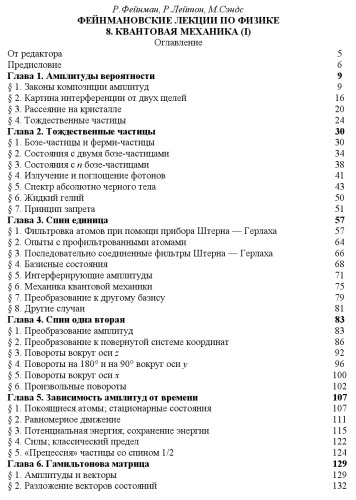 Р.Фейнман, Р.Лейтон, М.Сэндс
ФЕЙНМАНОВСКИЕ ЛЕКЦИИ ПО ФИЗИКЕ
8. КВАНТОВАЯ МЕХАНИКА (I)
Оглавление
От редактора 5
Предисловие 6
Глава 1. Амплитуды вероятности 9
§ 1. Законы композиции амплитуд 9
§ 2. Картина интерференции от двух щелей 16
§ 3. Рассеяние на кристалле 20
§ 4. Тождественные частицы 24
Глава 2. Тождественные частицы 30
§ 1. Бозе-частицы и ферми-частицы 30
§ 2. Состояния с двумя бозе-частицами 34
§ 3. Состояния с n бозе-частицами 38
§ 4. Излучение и поглощение фотонов 41
§ 5. Спектр абсолютно черного тела 43
§ 6. Жидкий гелий 50
§ 7. Принцип запрета 51
Глава 3. Спин единица 57
§ 1. Фильтровка атомов при помощи прибора Штерна — Герлаха 57
§ 2. Опыты с профильтрованными атомами 64
§ 3. Последовательно соединенные фильтры Штерна — Герлаха 66
§ 4. Базисные состояния 68
§ 5. Интерферирующие амплитуды 71
§ 6. Механика квантовой механики 75
§ 7. Преобразование к другому базису 79
§ 8. Другие случаи 81
Глава 4. Спин одна вторая 83
§ 1. Преобразование амплитуд 83
§ 2. Преобразование к повернутой системе координат 86
§ 3. Повороты вокруг оси z 92
§ 4. Повороты на 180° и на 90° вокруг оси y 96
§ 5. Повороты вокруг оси x 100
§ 6. Произвольные повороты 102
Глава 5. Зависимость амплитуд от времени 107
§ 1. Покоящиеся атомы; стационарные состояния 107
§ 2. Равномерное движение 111
§ 3. Потенциальная энергия; сохранение энергии 115
§ 4. Силы; классический предел 122
§ 5. «Прецессия» частицы со спином 1/2 124
Глава 6. Гамильтонова матрица 129
§ 1. Амплитуды и векторы 129
§ 2. Разложение векторов состояний 132